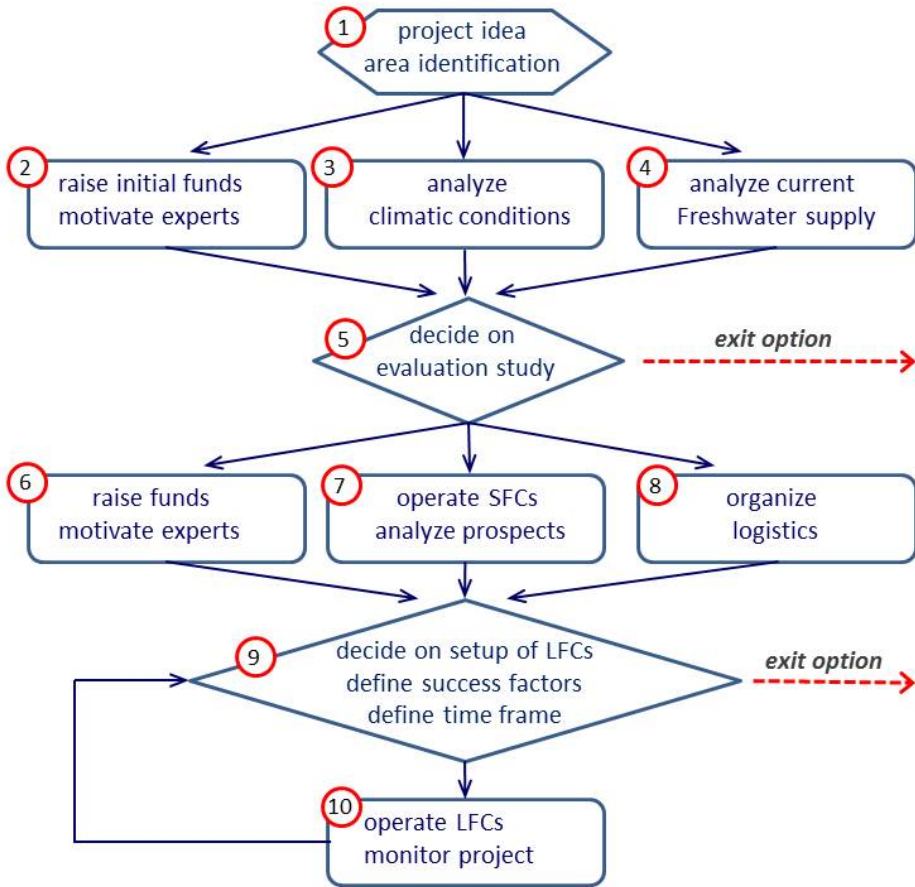 1
project idea
area identification
2
raise initial funds
motivate experts
3
analyze
climatic conditions
4
analyze current
Freshwater supply
5
decide on
evaluation study
exit option
6
raise funds
motivate experts
7
operate SFCs
analyze prospects
8
organize
logistics
9
decide on setup of LFCs
define success factors
define time frame
exit option
10
operate LFCs
monitor project